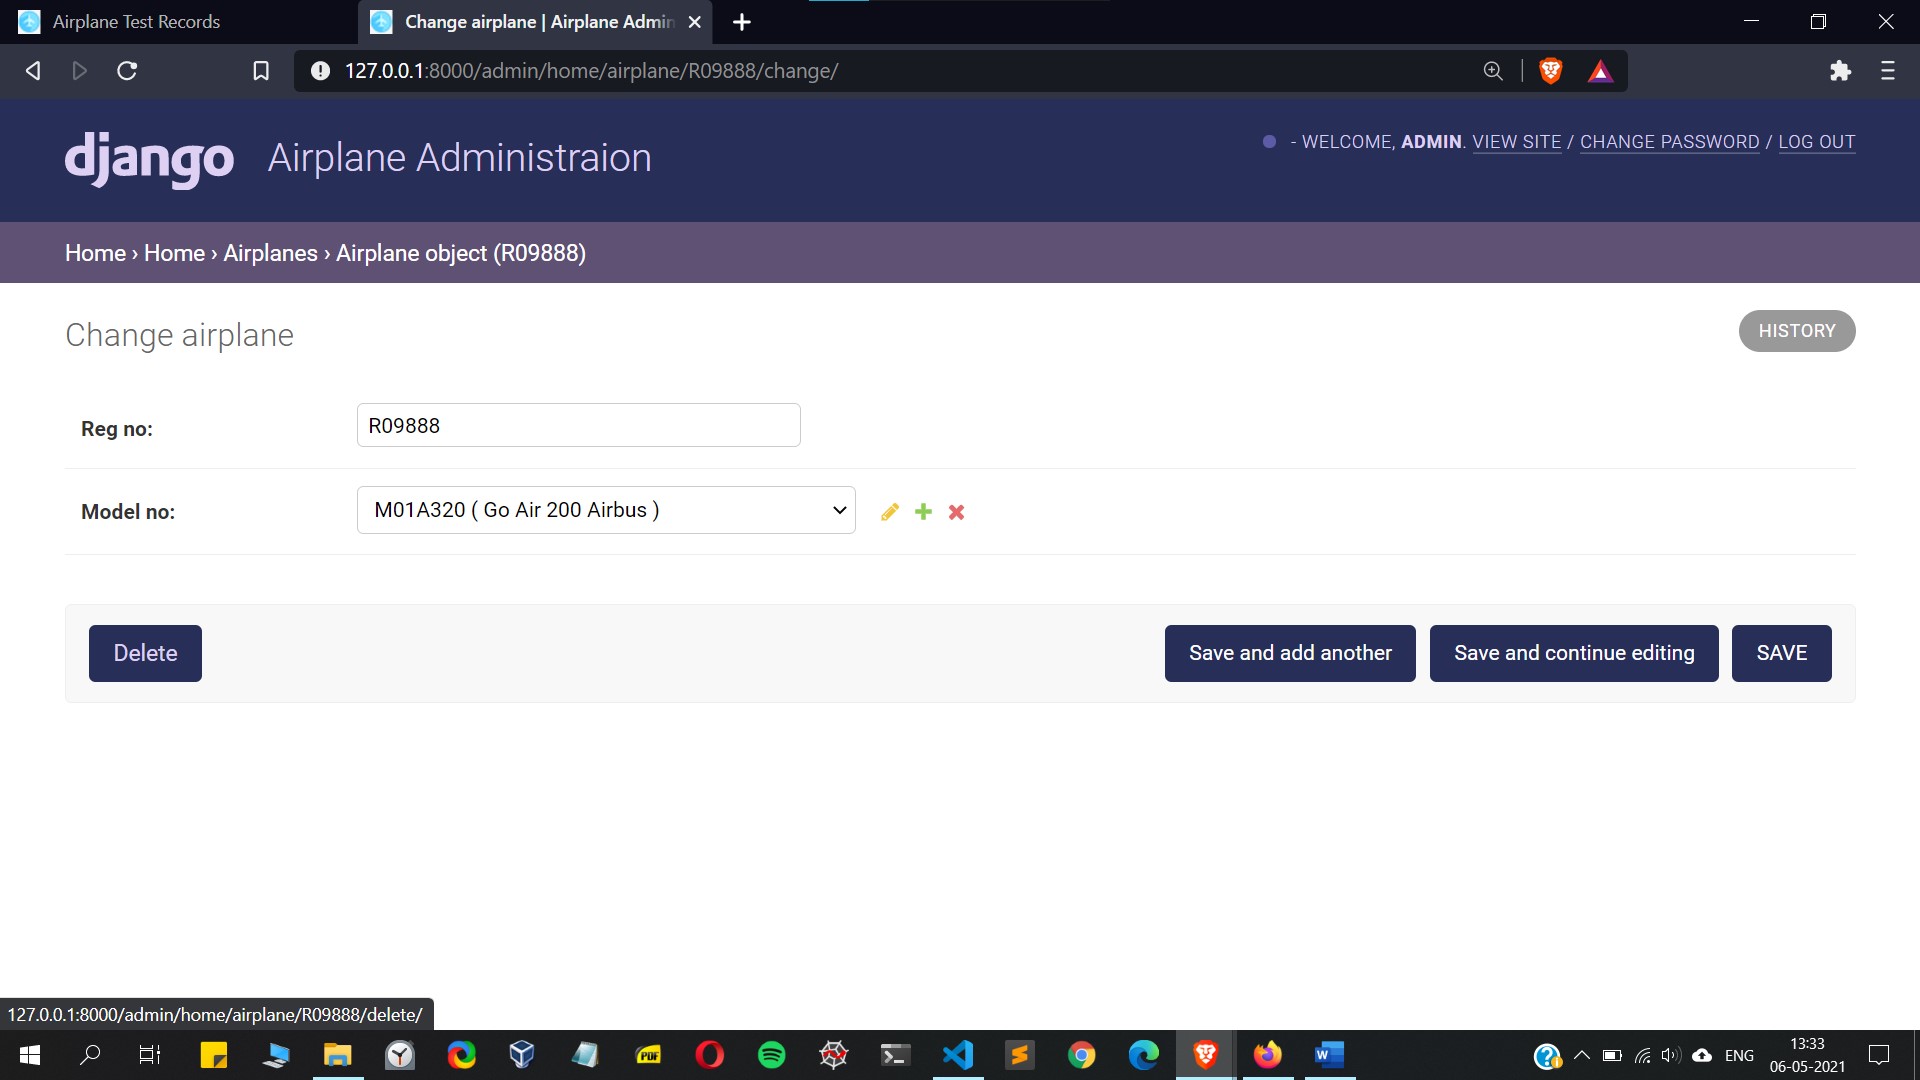 Airplane Test Records
Change airplane | Airplane Admin
127.0.0.1:8000/admin/home/airplane/R09888/change/
django Airplane Administraion
- WELCOME, ADMIN. VIEW SITE / CHANGE PASSWORD / LOG OUT
Home › Home › Airplanes › Airplane object (R09888)
Change airplane
HISTORY
Reg no: R09888
Model no: M01A320 ( Go Air 200 Airbus )
Delete Save and add another Save and continue editing SAVE
127.0.0.1:8000/admin/home/airplane/R09888/delete/
PDF
ENG
13:33
06-05-2021